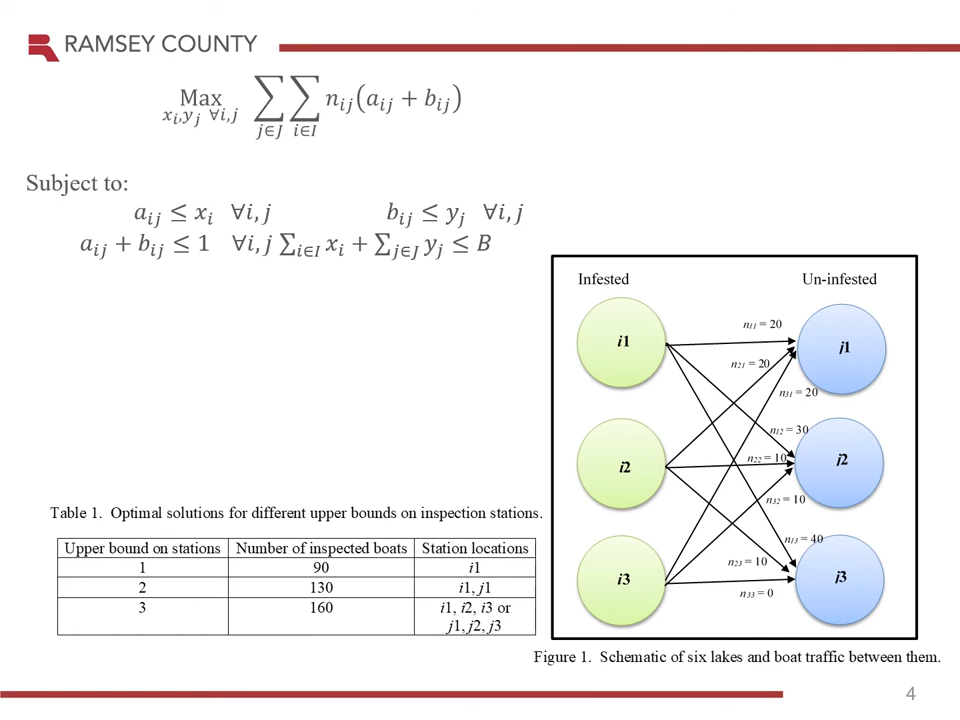 RAMSEY COUNTY
Max ∑ ∑ nᵢⱼ(aᵢⱼ + bᵢⱼ)
xᵢ,yⱼ ∀i,j j∈J i∈I
Subject to:
aᵢⱼ ≤ xᵢ ∀i,j bᵢⱼ ≤ yⱼ ∀i,j
aᵢⱼ + bᵢⱼ ≤ 1 ∀i,j ∑ᵢ∈I xᵢ + ∑ⱼ∈J yⱼ ≤ B
Infested Un-infested
n₁₁ = 20
i1 j1
n₂₁ = 20
n₃₁ = 20
n₁₂ = 30
n₂₂ = 10
i2 j2
n₃₂ = 10
n₁₃ = 40
n₂₃ = 10
i3 j3
n₃₃ = 0
Figure 1. Schematic of six lakes and boat traffic between them.
Table 1. Optimal solutions for different upper bounds on inspection stations.
Upper bound on stations Number of inspected boats Station locations
1 90 i1
2 130 i1, j1
3 160 i1, i2, i3 or
j1, j2, j3
4